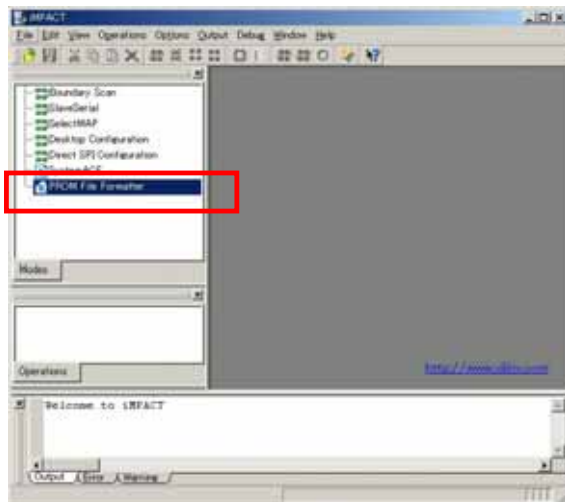 iMPACT
File Edit View Operations Options Output Debug Window Help
Boundary Scan
SlaveSerial
SelectMAP
Desktop Configuration
Direct SPI Configuration
SystemACE
PROM File Formatter
Modes
Operations
http://www.xilinx.com
Welcome to iMPACT
Output Error Warning